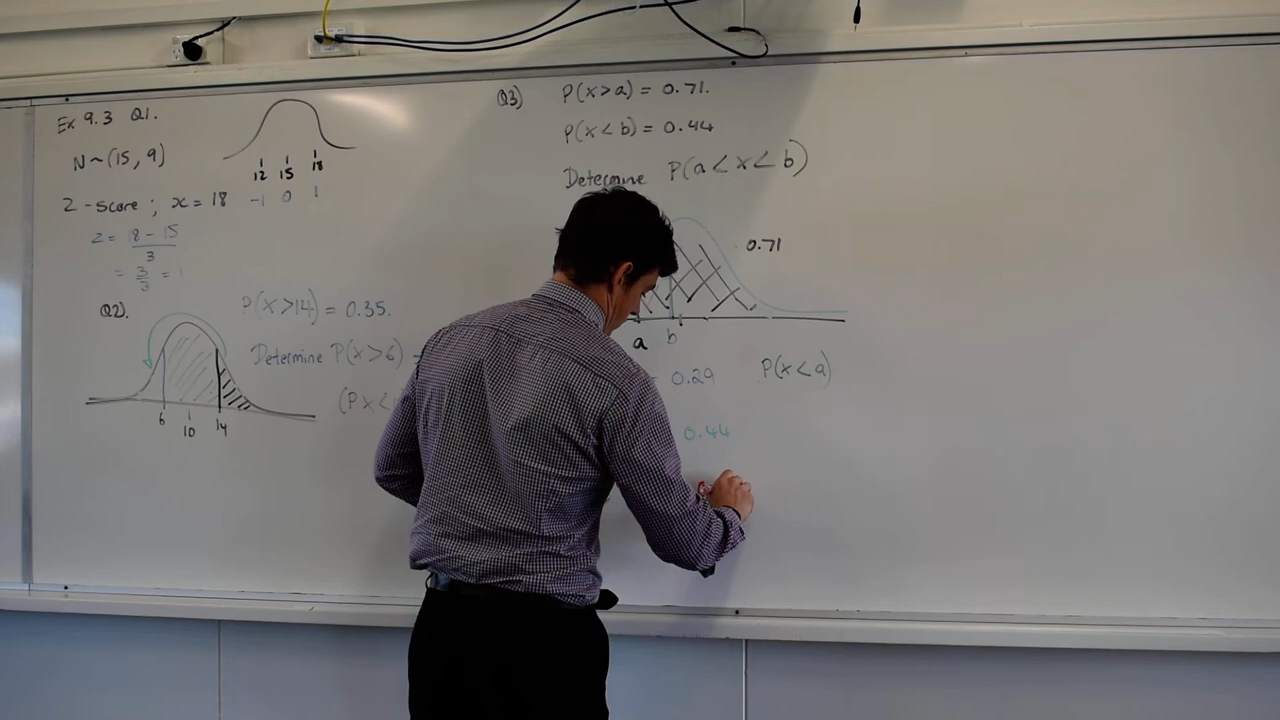 Ex 9.3 Q1.
N~(15, 9)
12 15 18
Z-score; x = 18 -1 0 1
Z = 18 - 15
3
= 3/3 = 1
Q2). P(X>14) = 0.35.
Determine P(X>6)
(Px<
6 10 14
Q3) P(x>a) = 0.71.
P(x<b) = 0.44
Determine P(a<x<b)
0.71
a b
0.29 P(x<a)
0.44